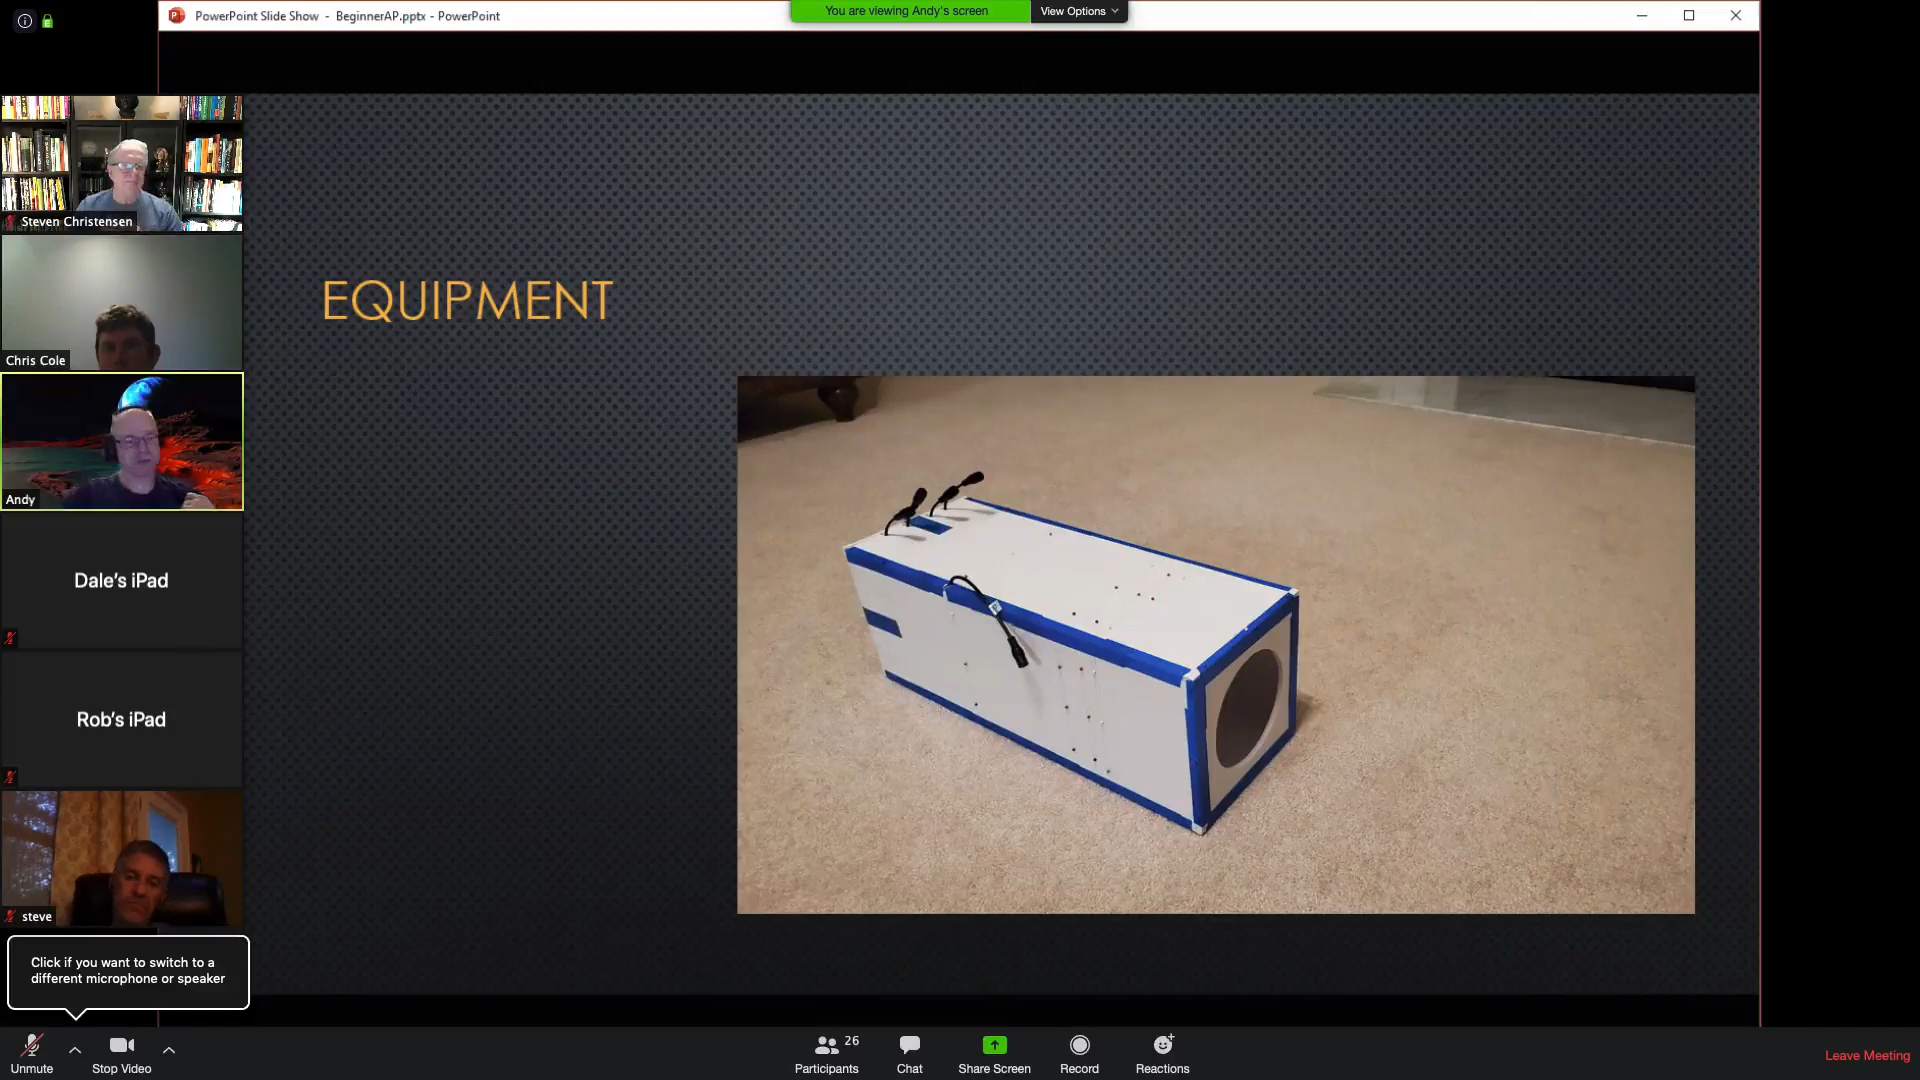 PowerPoint Slide Show - BeginnerAP.pptx - PowerPoint
You are viewing Andy's screen
View Options
Steven Christensen
Chris Cole
Andy
Dale's iPad
Rob's iPad
steve
EQUIPMENT
Click if you want to switch to a
different microphone or speaker
Unmute
Stop Video
Participants
26
Chat
Share Screen
Record
Reactions
Leave Meeting